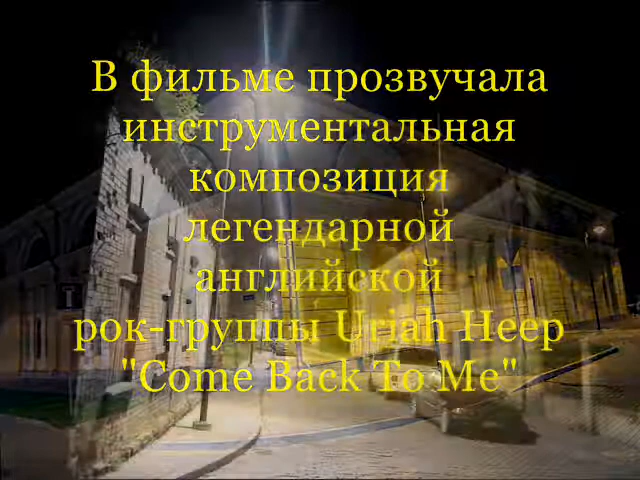 В фильме прозвучала
инструментальная
композиция
легендарной
английской
рок-группы Uriah Heep
"Come Back To Me"